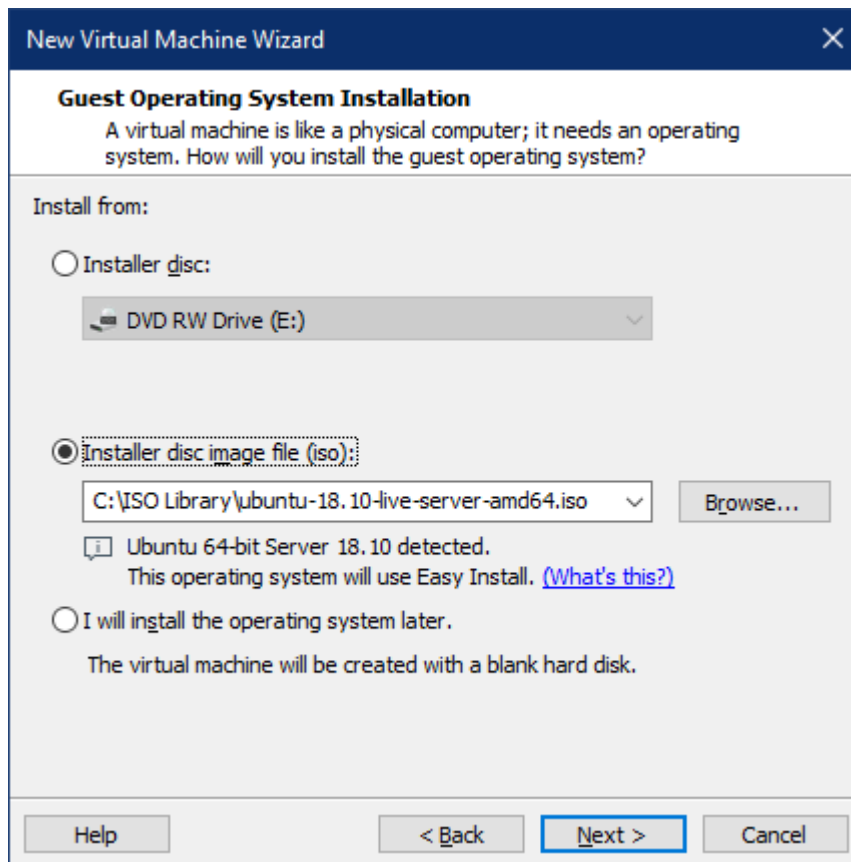 New Virtual Machine Wizard
Guest Operating System Installation
A virtual machine is like a physical computer; it needs an operating
system. How will you install the guest operating system?
Install from:
Installer disc:
DVD RW Drive (E:)
Installer disc image file (iso):
C:\ISO Library\ubuntu-18.10-live-server-amd64.iso
Browse...
Ubuntu 64-bit Server 18.10 detected.
This operating system will use Easy Install. (What's this?)
I will install the operating system later.
The virtual machine will be created with a blank hard disk.
Help < Back Next > Cancel